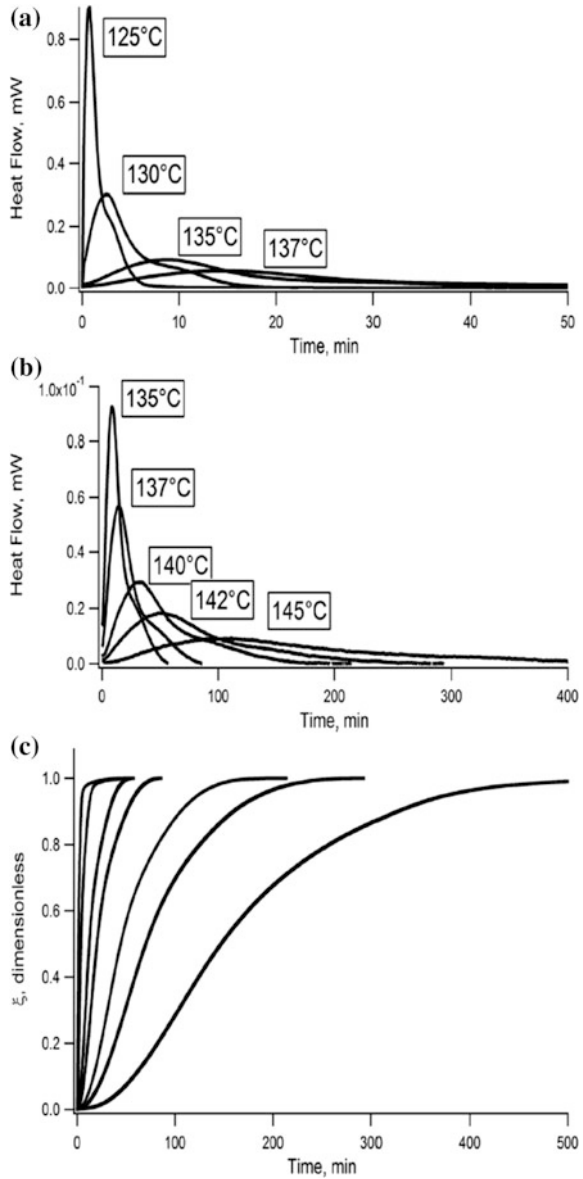 (a)
0.8
0.6
0.4
0.2
0.0
Heat Flow, mW
125°C
130°C
135°C
137°C
0
10
20
30
40
50
Time, min
(b)
1.0x10⁻¹
0.8
0.6
0.4
0.2
0.0
Heat Flow, mW
135°C
137°C
140°C
142°C
145°C
0
100
200
300
400
Time, min
(c)
1.0
0.8
0.6
0.4
0.2
0.0
ξ, dimensionless
0
100
200
300
400
500
Time, min